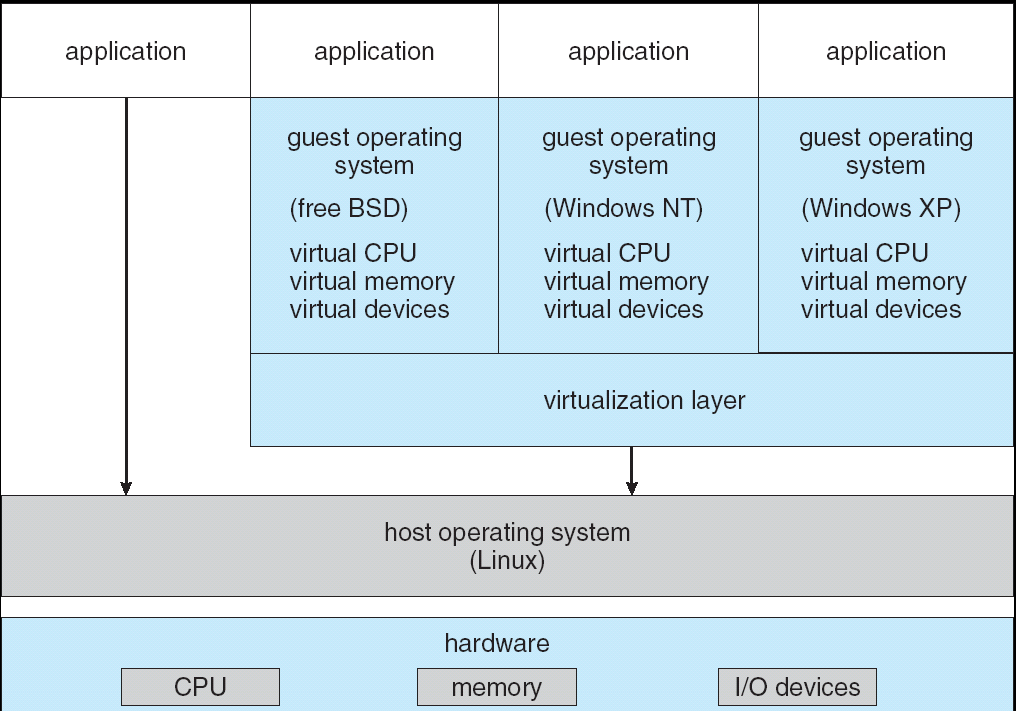 application
application
application
application
guest operating
system
(free BSD)
virtual CPU
virtual memory
virtual devices
guest operating
system
(Windows NT)
virtual CPU
virtual memory
virtual devices
guest operating
system
(Windows XP)
virtual CPU
virtual memory
virtual devices
virtualization layer
host operating system
(Linux)
hardware
CPU
memory
I/O devices